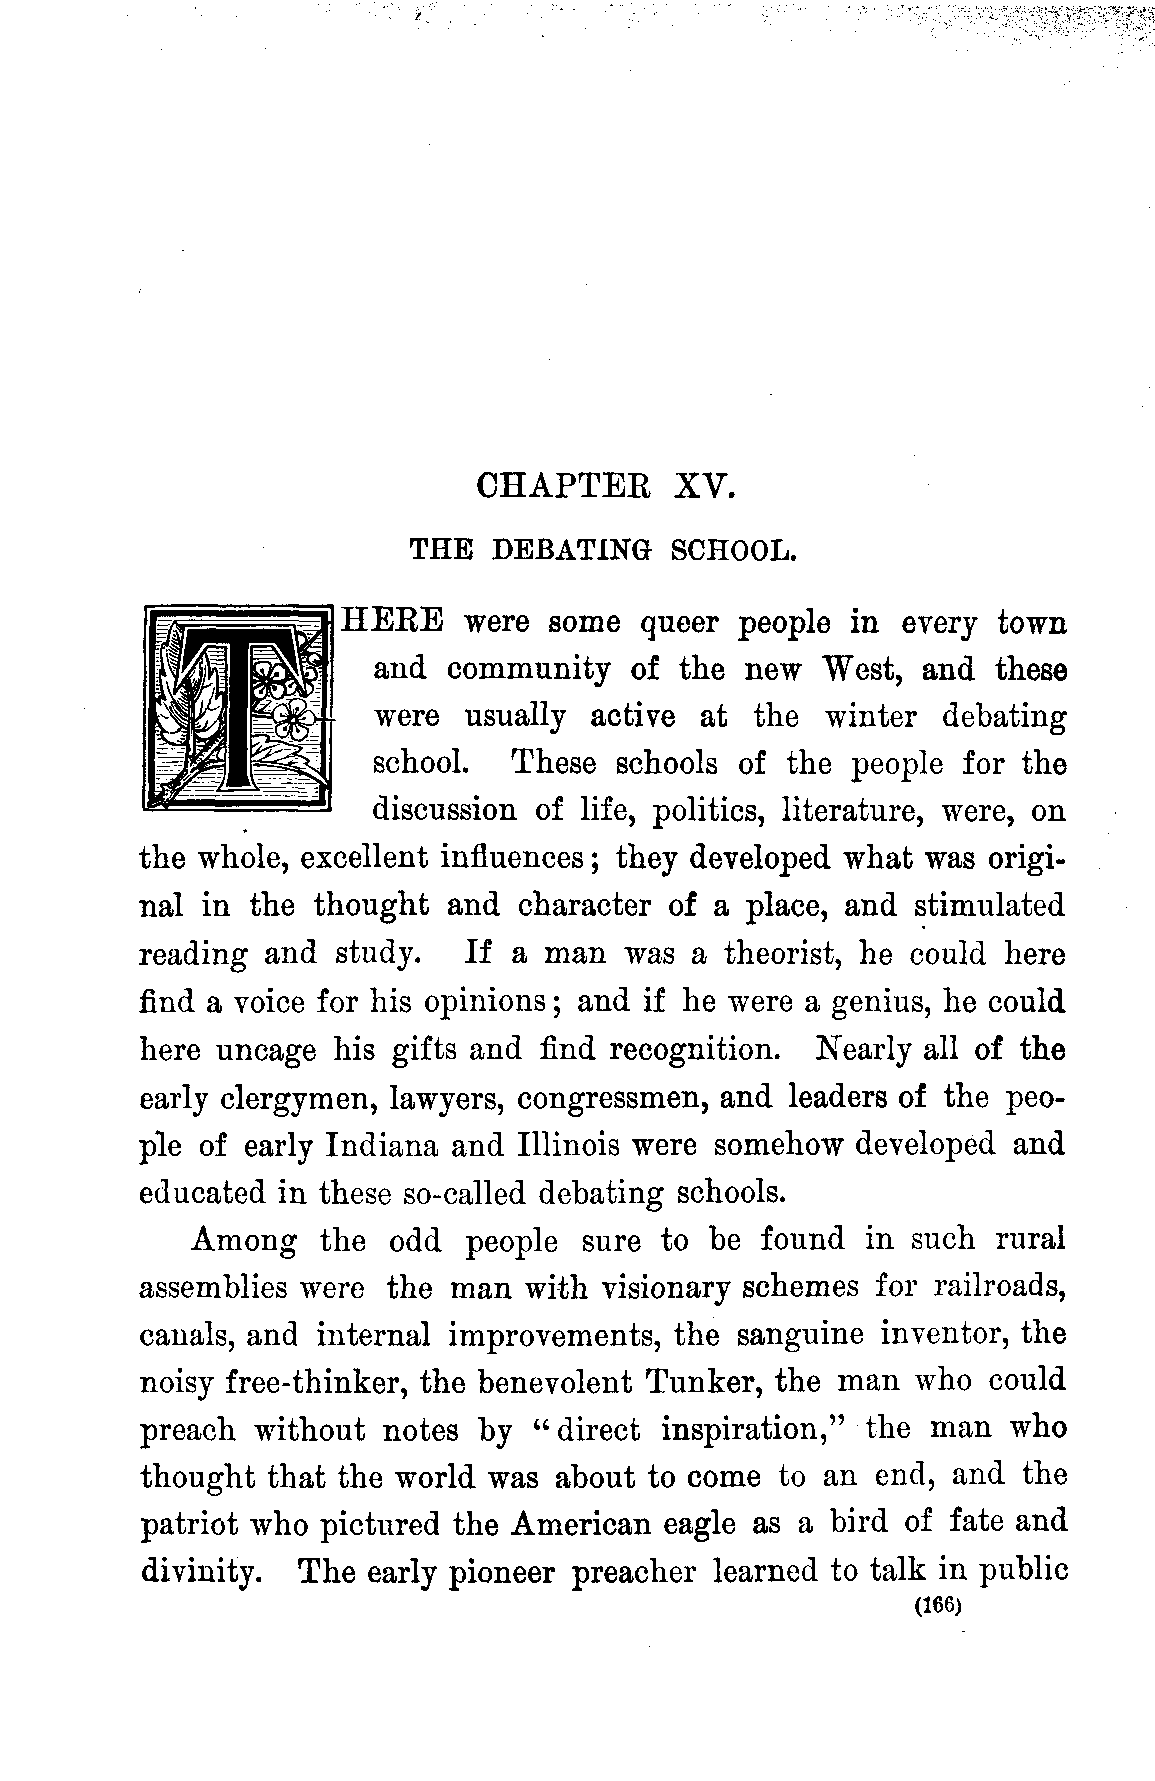 CHAPTER XV.
THE DEBATING SCHOOL.
THERE were some queer people in every town
and community of the new West, and these
were usually active at the winter debating
school. These schools of the people for the
discussion of life, politics, literature, were, on
the whole, excellent influences; they developed what was origi-
nal in the thought and character of a place, and stimulated
reading and study. If a man was a theorist, he could here
find a voice for his opinions; and if he were a genius, he could
here uncage his gifts and find recognition. Nearly all of the
early clergymen, lawyers, congressmen, and leaders of the peo-
ple of early Indiana and Illinois were somehow developed and
educated in these so-called debating schools.
Among the odd people sure to be found in such rural
assemblies were the man with visionary schemes for railroads,
canals, and internal improvements, the sanguine inventor, the
noisy free-thinker, the benevolent Tunker, the man who could
preach without notes by "direct inspiration," the man who
thought that the world was about to come to an end, and the
patriot who pictured the American eagle as a bird of fate and
divinity. The early pioneer preacher learned to talk in public
(166)